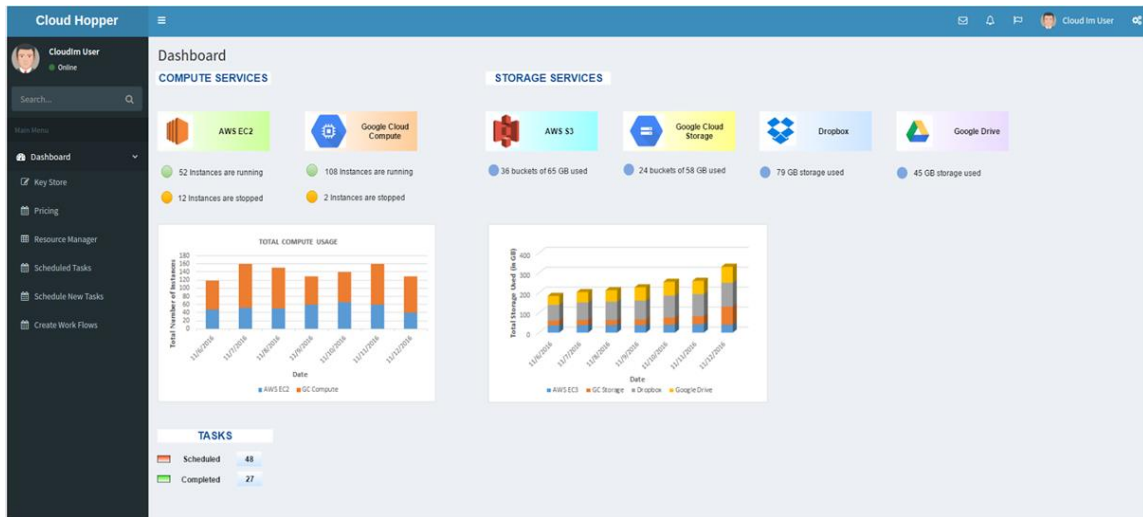 Cloud Hopper
Cloud Im User
CloudIm User
Online
Search...
Main Menu
Dashboard
Key Store
Pricing
Resource Manager
Scheduled Tasks
Schedule New Tasks
Create Work Flows
Dashboard
COMPUTE SERVICES
STORAGE SERVICES
AWS EC2
Google Cloud
Compute
AWS S3
Google Cloud
Storage
Dropbox
Google Drive
52 Instances are running
108 Instances are running
36 buckets of 65 GB used
24 buckets of 58 GB used
79 GB storage used
45 GB storage used
12 Instances are stopped
2 Instances are stopped
TOTAL COMPUTE USAGE
Total Number of Instances
180
160
140
120
100
80
60
40
20
0
11/6/2016
11/7/2016
11/8/2016
11/9/2016
11/10/2016
11/11/2016
11/12/2016
Date
AWS EC2
GC Compute
Total Storage Used (in GB)
400
300
200
100
0
11/6/2016
11/7/2016
11/8/2016
11/9/2016
11/10/2016
11/11/2016
11/12/2016
Date
AWS EC3
GC Storage
Dropbox
Google Drive
TASKS
Scheduled 48
Completed 27